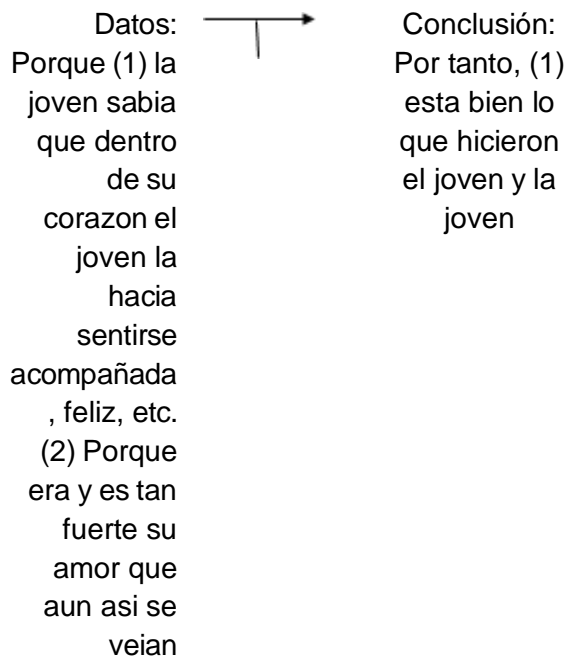 Datos:
Porque (1) la
joven sabia
que dentro
de su
corazon el
joven la
hacia
sentirse
acompañada
, feliz, etc.
(2) Porque
era y es tan
fuerte su
amor que
aun asi se
veian
Conclusión:
Por tanto, (1)
esta bien lo
que hicieron
el joven y la
joven